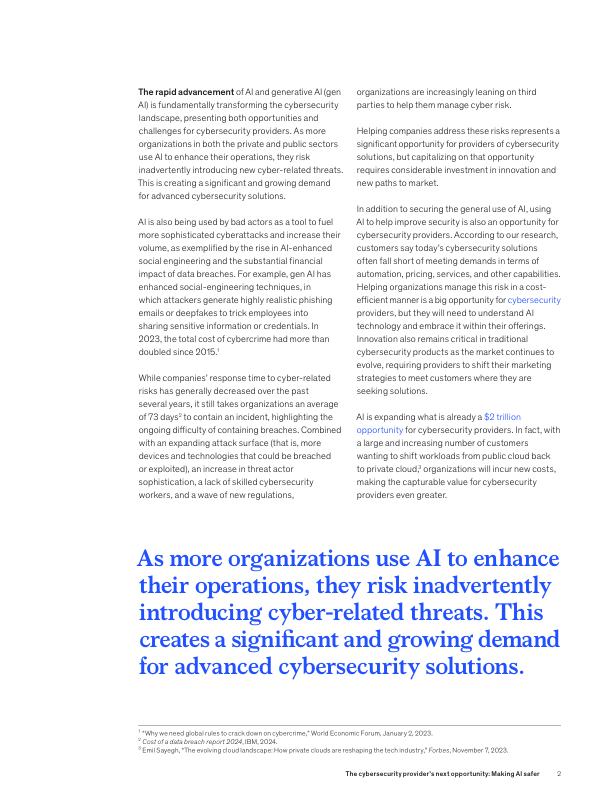 The rapid advancement of AI and generative AI (gen
AI) is fundamentally transforming the cybersecurity
landscape, presenting both opportunities and
challenges for cybersecurity providers. As more
organizations in both the private and public sectors
use AI to enhance their operations, they risk
inadvertently introducing new cyber-related threats.
This is creating a significant and growing demand
for advanced cybersecurity solutions.
AI is also being used by bad actors as a tool to fuel
more sophisticated cyberattacks and increase their
volume, as exemplified by the rise in AI-enhanced
social engineering and the substantial financial
impact of data breaches. For example, gen AI has
enhanced social-engineering techniques, in
which attackers generate highly realistic phishing
emails or deepfakes to trick employees into
sharing sensitive information or credentials. In
2023, the total cost of cybercrime had more than
doubled since 2015.¹
While companies' response time to cyber-related
risks has generally decreased over the past
several years, it still takes organizations an average
of 73 days² to contain an incident, highlighting the
ongoing difficulty of containing breaches. Combined
with an expanding attack surface (that is, more
devices and technologies that could be breached
or exploited), an increase in threat actor
sophistication, a lack of skilled cybersecurity
workers, and a wave of new regulations,
organizations are increasingly leaning on third
parties to help them manage cyber risk.
Helping companies address these risks represents a
significant opportunity for providers of cybersecurity
solutions, but capitalizing on that opportunity
requires considerable investment in innovation and
new paths to market.
In addition to securing the general use of AI, using
AI to help improve security is also an opportunity for
cybersecurity providers. According to our research,
customers say today's cybersecurity solutions
often fall short of meeting demands in terms of
automation, pricing, services, and other capabilities.
Helping organizations manage this risk in a cost-
efficient manner is a big opportunity for cybersecurity
providers, but they will need to understand AI
technology and embrace it within their offerings.
Innovation also remains critical in traditional
cybersecurity products as the market continues to
evolve, requiring providers to shift their marketing
strategies to meet customers where they are
seeking solutions.
AI is expanding what is already a $2 trillion
opportunity for cybersecurity providers. In fact, with
a large and increasing number of customers
wanting to shift workloads from public cloud back
to private cloud,³ organizations will incur new costs,
making the capturable value for cybersecurity
providers even greater.
As more organizations use AI to enhance
their operations, they risk inadvertently
introducing cyber-related threats. This
creates a significant and growing demand
for advanced cybersecurity solutions.
¹ "Why we need global rules to crack down on cybercrime," World Economic Forum, January 2, 2023.
² Cost of a data breach report 2024, IBM, 2024.
³ Emil Sayegh, "The evolving cloud landscape: How private clouds are reshaping the tech industry," Forbes, November 7, 2023.
The cybersecurity provider's next opportunity: Making AI safer 2